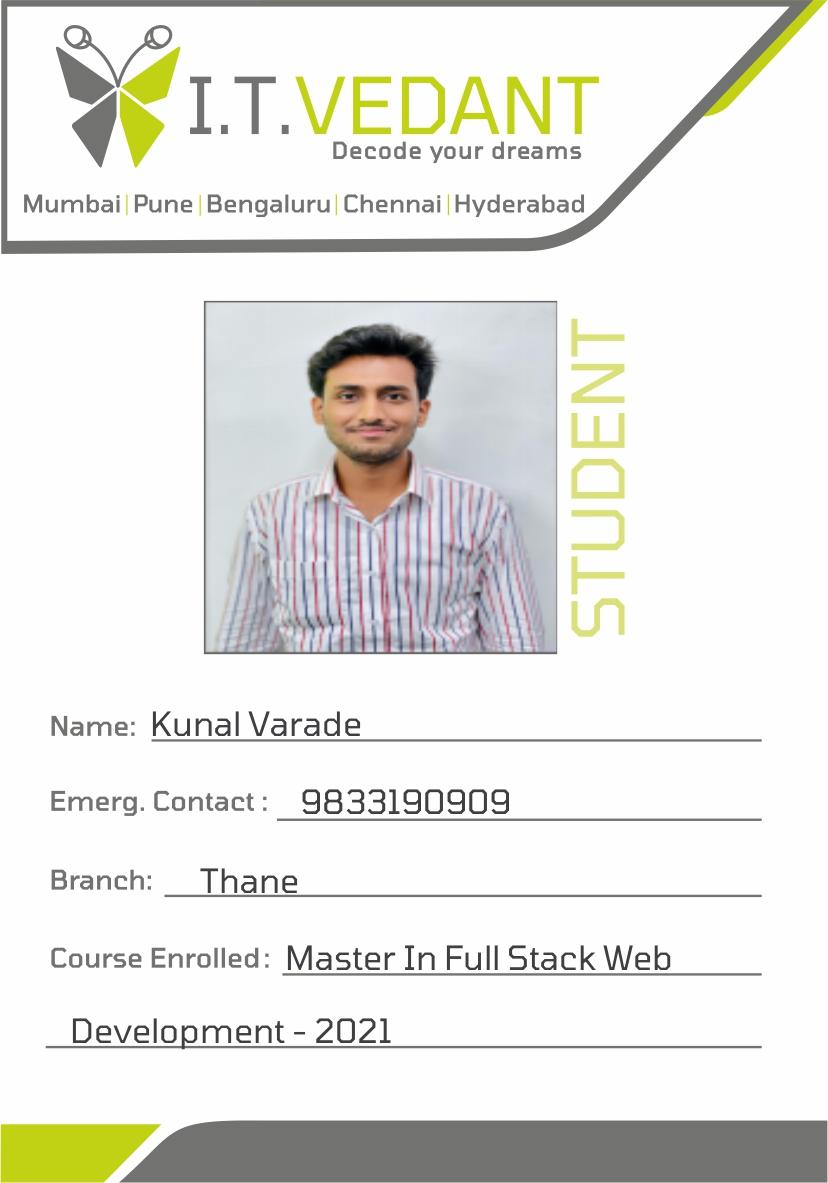 I.T.VEDANT
Decode your dreams
Mumbai|Pune|Bengaluru|Chennai|Hyderabad
STUDENT
Name: Kunal Varade
Emerg. Contact : 9833190909
Branch: Thane
Course Enrolled: Master In Full Stack Web
Development - 2021